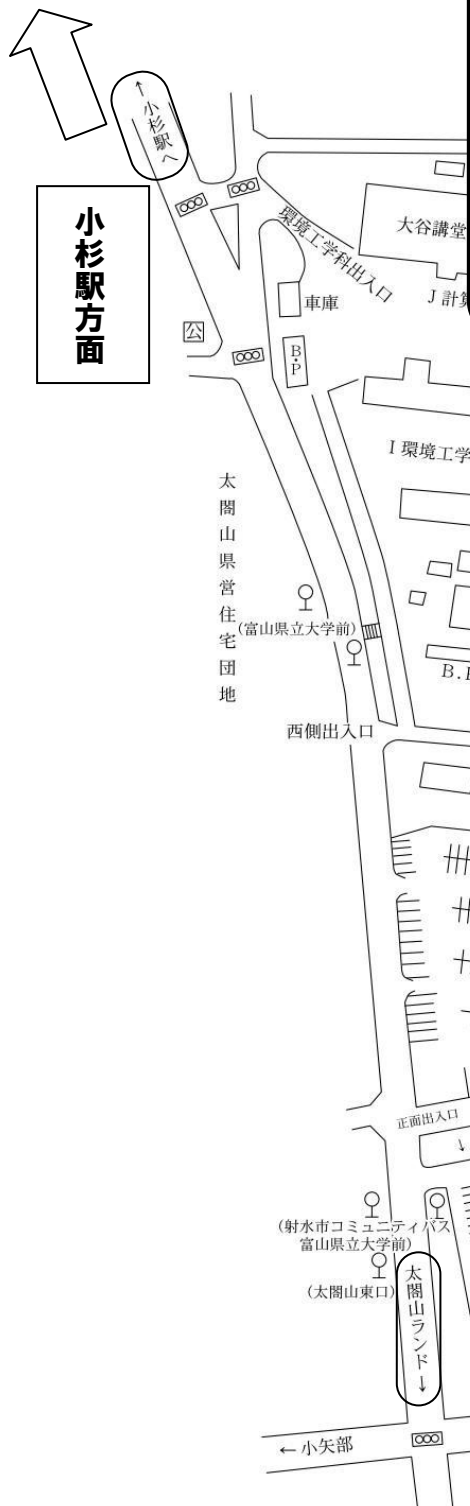 ↑小杉駅へ
小杉駅方面
環境工学科出入口
大谷講堂
J 計算
車庫
公
B・P
I 環境工学
太閤山県営住宅団地
(富山県立大学前)
西側出入口
正面出入口
↓
(射水市コミュニティバス
富山県立大学前)
(太閤山東口)
太閤山ランド↓
←小矢部